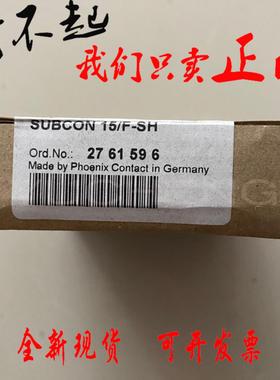 不起
我们只卖正
SUBCON 15/F-SH
Ord.No.: 27 61 59 6
Made by Phoenix Contact in Germany
全新现货 可开发票